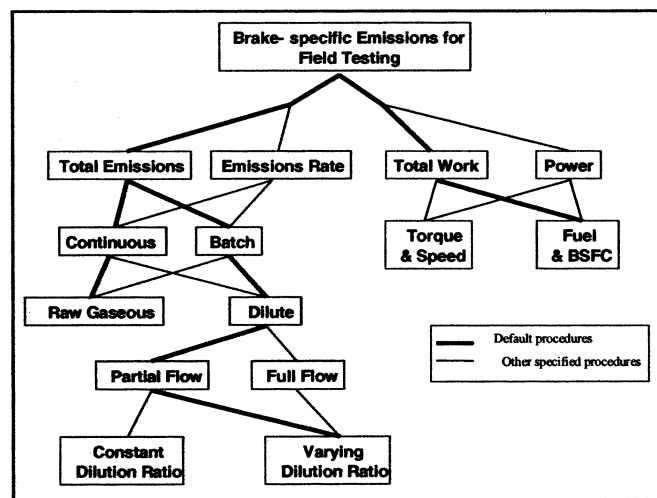 Brake- specific Emissions for
Field Testing
Total Emissions
Emissions Rate
Total Work
Power
Continuous
Batch
Torque
& Speed
Fuel
& BSFC
Raw Gaseous
Dilute
Default procedures
Other specified procedures
Partial Flow
Full Flow
Constant
Dilution Ratio
Varying
Dilution Ratio